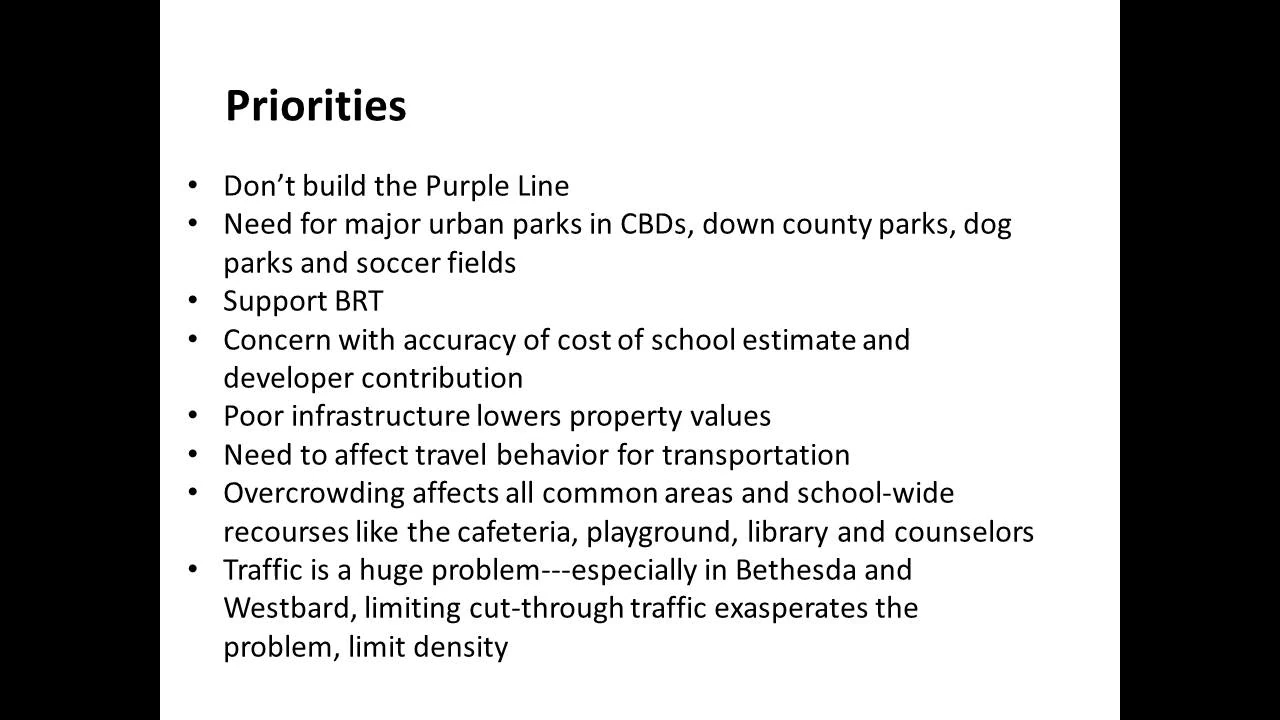 Priorities
• Don’t build the Purple Line
• Need for major urban parks in CBDs, down county parks, dog
parks and soccer fields
• Support BRT
• Concern with accuracy of cost of school estimate and
developer contribution
• Poor infrastructure lowers property values
• Need to affect travel behavior for transportation
• Overcrowding affects all common areas and school-wide
recourses like the cafeteria, playground, library and counselors
• Traffic is a huge problem---especially in Bethesda and
Westbard, limiting cut-through traffic exasperates the
problem, limit density